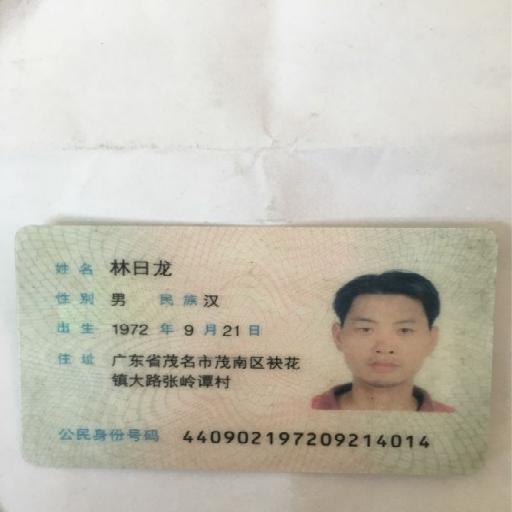 姓名 林日龙
性别 男 民族 汉
出生 1972 年 9 月 21 日
住址 广东省茂名市茂南区袂花
镇大路张岭谭村
公民身份号码 440902197209214014